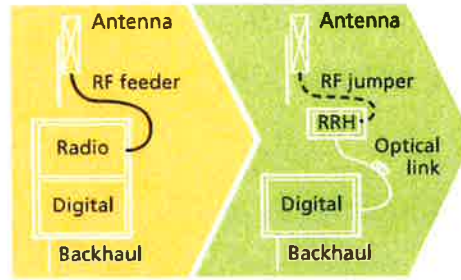 Antenna
RF feeder
Radio
Digital
Backhaul
Antenna
RF jumper
RRH
Optical
link
Digital
Backhaul